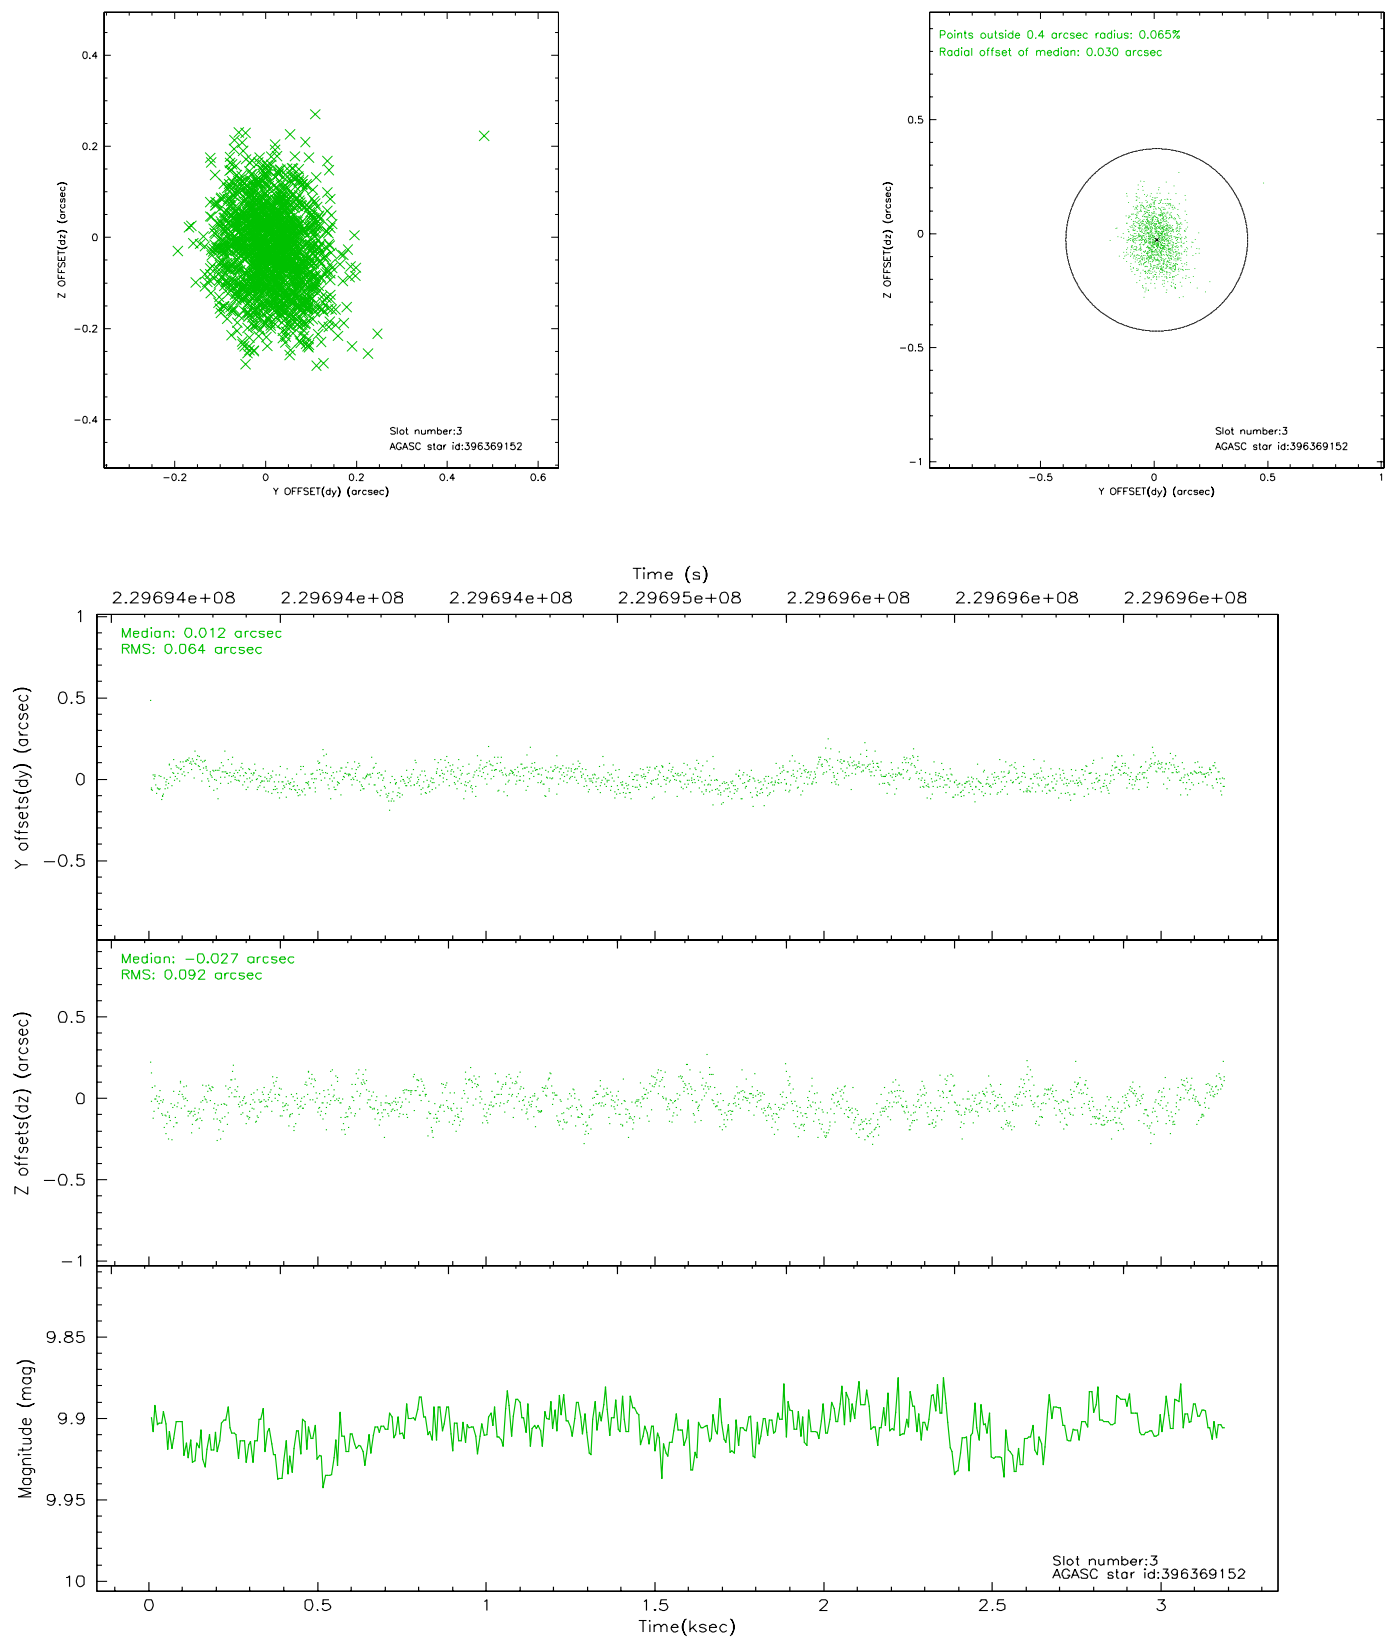 0.4
0.2
0
-0.2
-0.4
-0.2
0
0.2
0.4
0.6
Z OFFSET(dz) (arcsec)
Y OFFSET(dy) (arcsec)
Slot number:3
AGASC star id:396369152
Points outside 0.4 arcsec radius: 0.065%
Radial offset of median: 0.030 arcsec
0.5
0
-0.5
-1
-0.5
0
0.5
1
Z OFFSET(dz) (arcsec)
Y OFFSET(dy) (arcsec)
Slot number:3
AGASC star id:396369152
Time (s)
2.29694e+08 2.29694e+08 2.29694e+08 2.29695e+08 2.29696e+08 2.29696e+08 2.29696e+08
Median: 0.012 arcsec
RMS: 0.064 arcsec
1
0.5
0
-0.5
Y offsets(dy) (arcsec)
Median: -0.027 arcsec
RMS: 0.092 arcsec
0.5
0
-0.5
-1
Z offsets(dz) (arcsec)
9.85
9.9
9.95
10
Magnitude (mag)
Slot number:3
AGASC star id:396369152
0 0.5 1 1.5 2 2.5 3
Time(ksec)